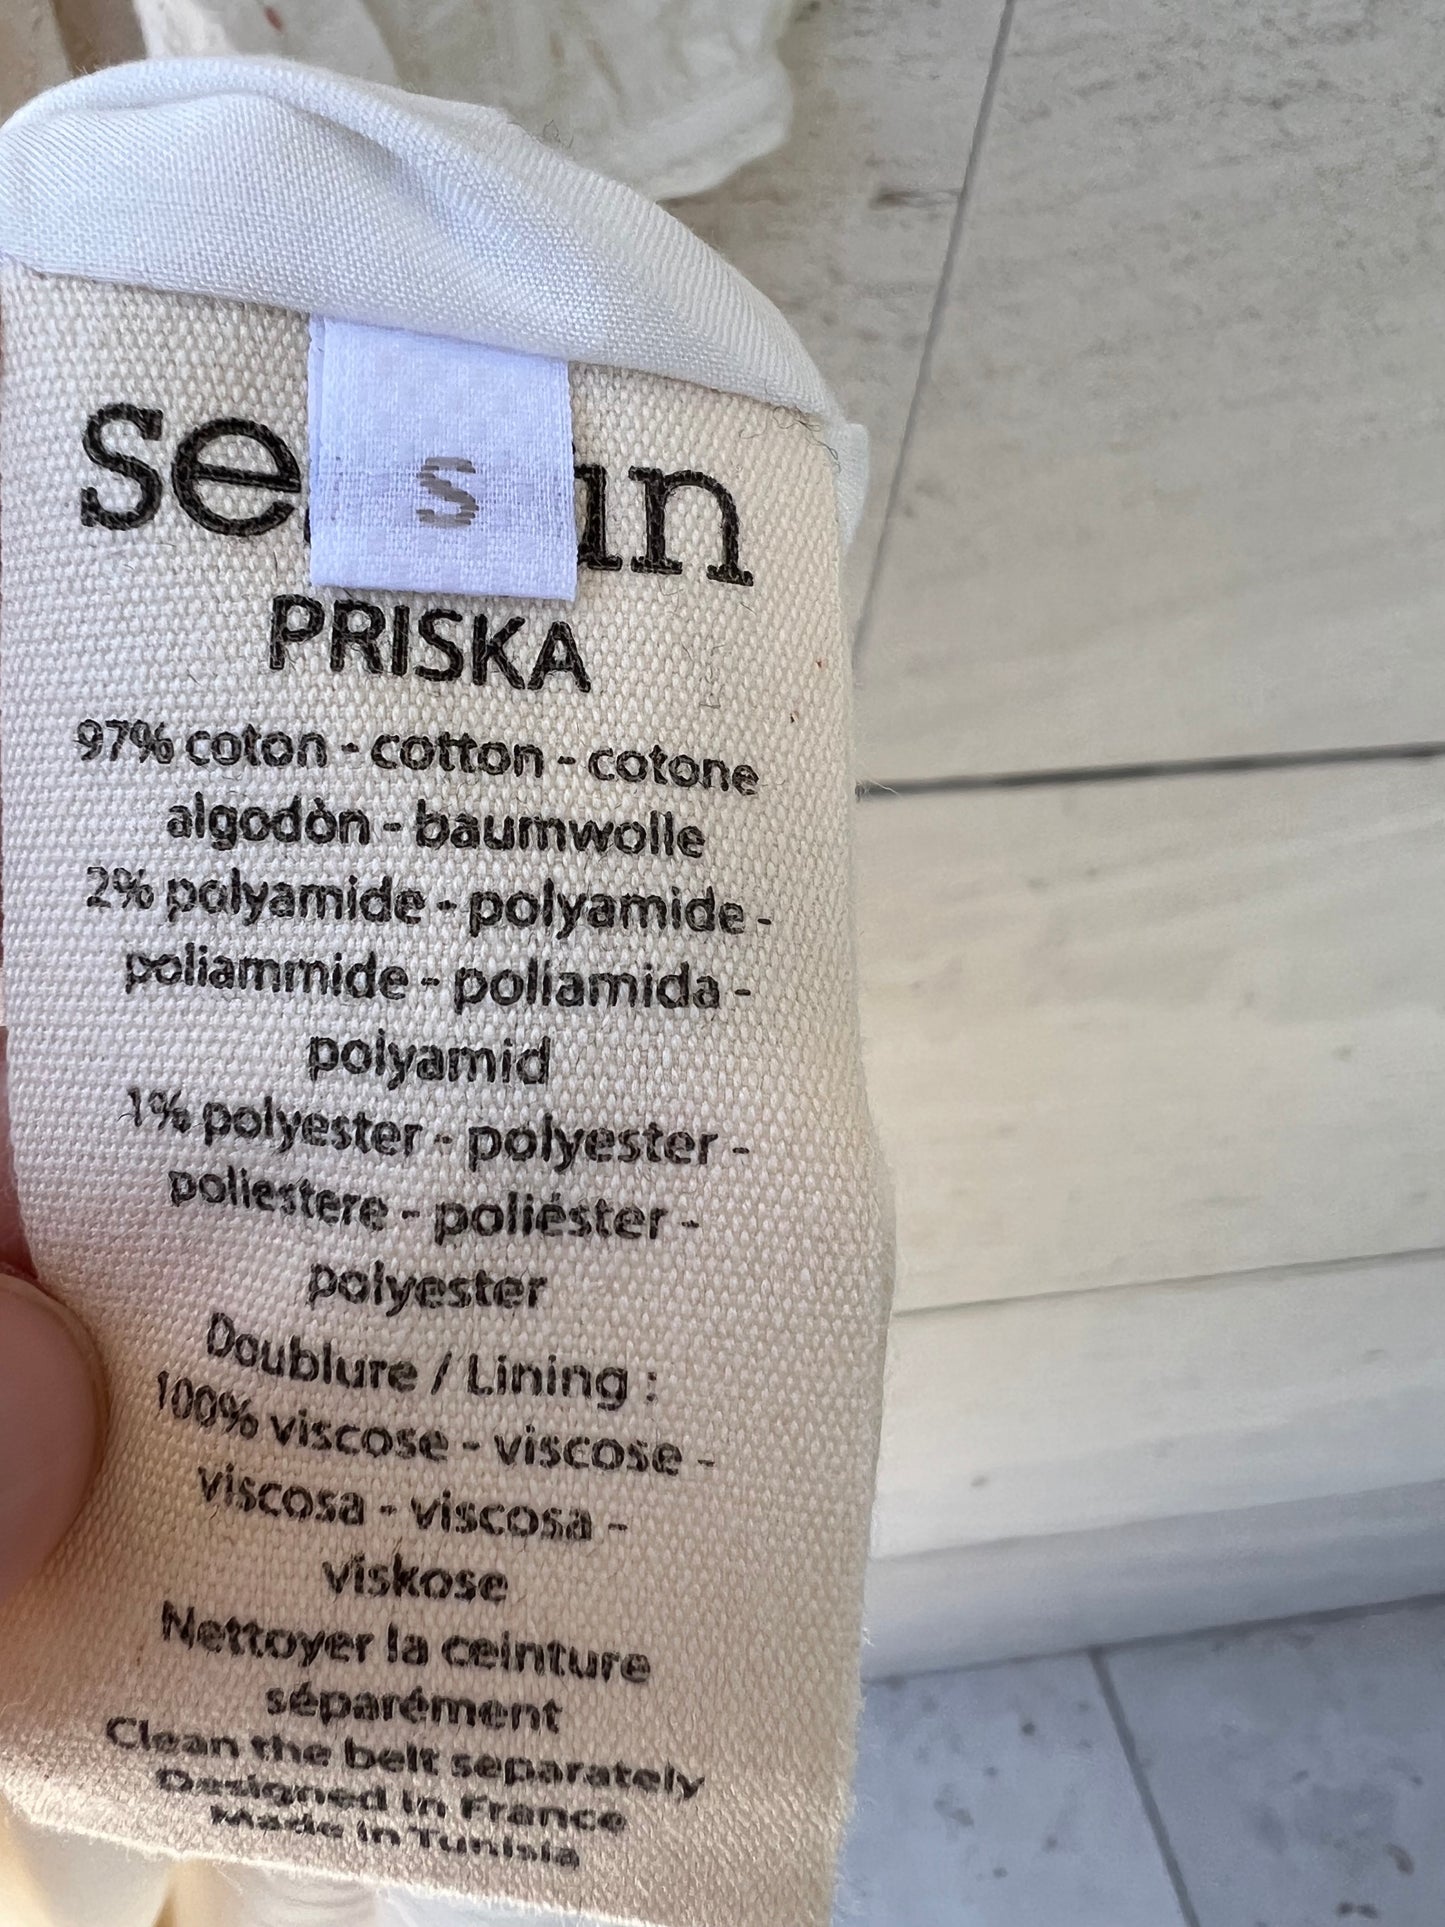 S
PRISKA
97% coton - cotton - cotone
algodòn - baumwolle
2% polyamide - polyamide -
poliammide - poliamida -
polyamid
1% polyester - polyester -
poliestere - poliéster -
polyester
Doublure / Lining :
100% viscose - viscose -
viscosa - viscosa -
viskose
Nettoyer la ceinture
séparément
Clean the belt separately
Designed in France
Made in Tunisia